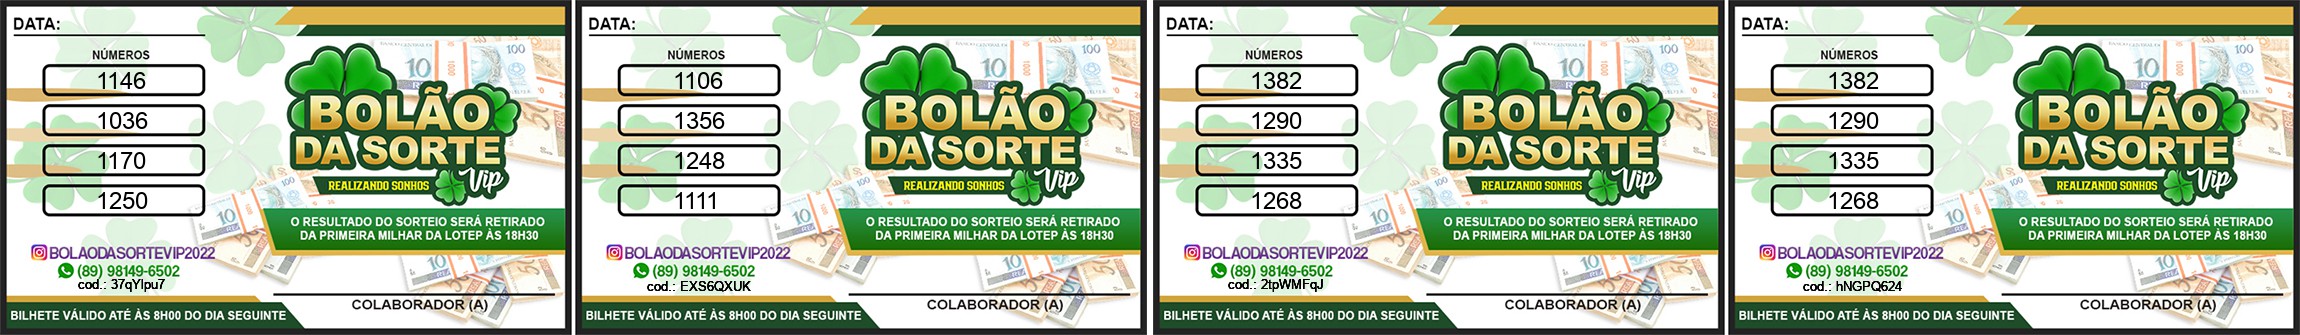 DATA:
NÚMEROS
1146
1036
1170
1250
BOLÃO
DA SORTE
REALIZANDO SONHOS Vip
O RESULTADO DO SORTEIO SERÁ RETIRADO
DA PRIMEIRA MILHAR DA LOTEP ÀS 18H30
BOLAODASORTEVIP2022
(89) 98149-6502
cod.: 37qYlpu7
COLABORADOR (A)
BILHETE VÁLIDO ATÉ ÀS 8H00 DO DIA SEGUINTE
DATA:
NÚMEROS
1106
1356
1248
1111
BOLÃO
DA SORTE
REALIZANDO SONHOS Vip
O RESULTADO DO SORTEIO SERÁ RETIRADO
DA PRIMEIRA MILHAR DA LOTEP ÀS 18H30
BOLAODASORTEVIP2022
(89) 98149-6502
cod.: EXS6QXUK
COLABORADOR (A)
BILHETE VÁLIDO ATÉ ÀS 8H00 DO DIA SEGUINTE
DATA:
NÚMEROS
1382
1290
1335
1268
BOLÃO
DA SORTE
REALIZANDO SONHOS Vip
O RESULTADO DO SORTEIO SERÁ RETIRADO
DA PRIMEIRA MILHAR DA LOTEP ÀS 18H30
BOLAODASORTEVIP2022
(89) 98149-6502
cod.: 2tpWMFqJ
COLABORADOR (A)
BILHETE VÁLIDO ATÉ ÀS 8H00 DO DIA SEGUINTE
DATA:
NÚMEROS
1382
1290
1335
1268
BOLÃO
DA SORTE
REALIZANDO SONHOS Vip
O RESULTADO DO SORTEIO SERÁ RETIRADO
DA PRIMEIRA MILHAR DA LOTEP ÀS 18H30
BOLAODASORTEVIP2022
(89) 98149-6502
cod.: hNGPQ624
COLABORADOR (A)
BILHETE VÁLIDO ATÉ ÀS 8H00 DO DIA SEGUINTE